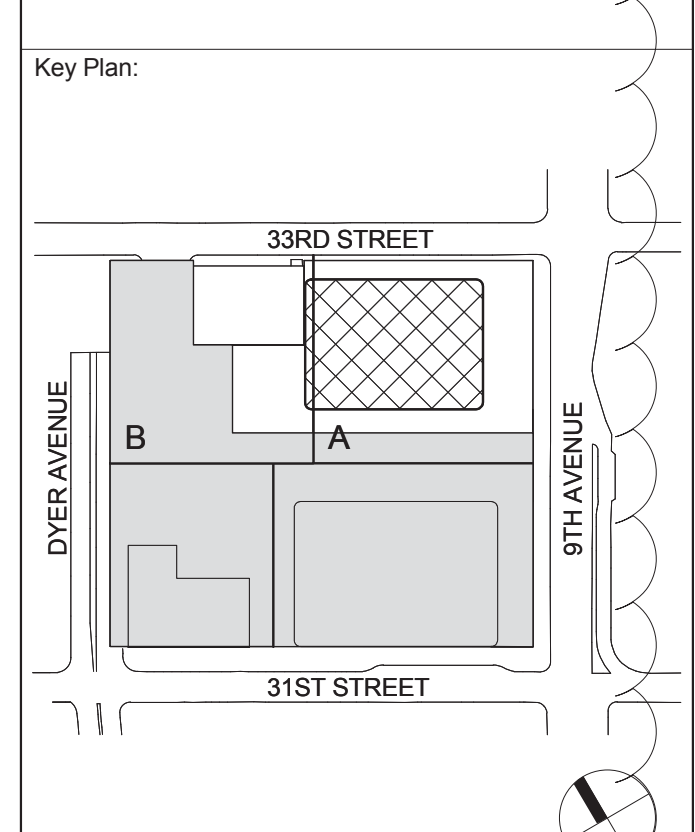 Key Plan:
33RD STREET
DYER AVENUE
B
A
9TH AVENUE
31ST STREET